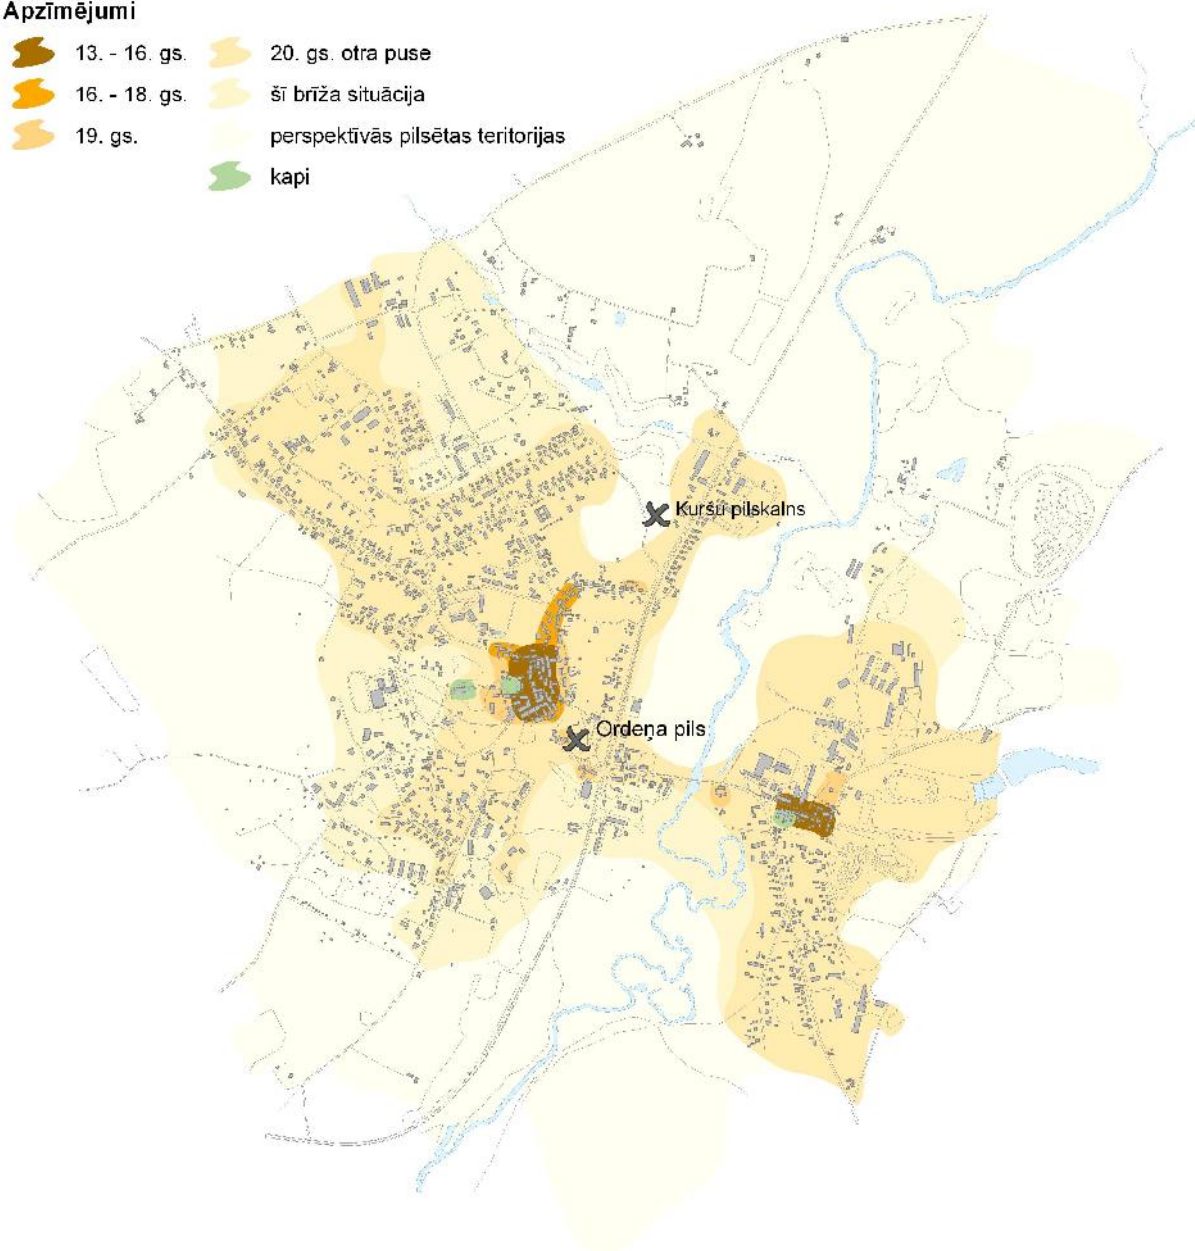 Apzīmējumi
13. - 16. gs.
16. - 18. gs.
19. gs.
20. gs. otra puse
šī brīža situācija
perspektīvās pilsētas teritorijas
kapi
Kuršu pilskalns
Ordeņa pils